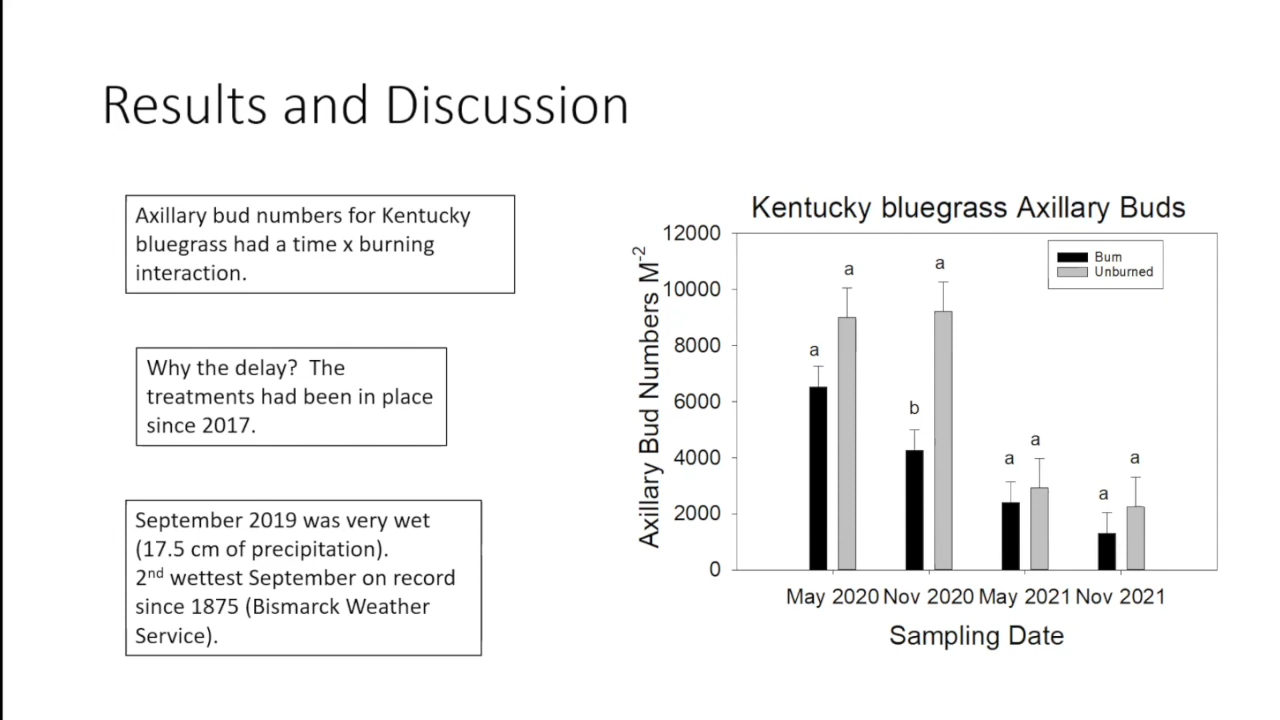 Results and Discussion
Axillary bud numbers for Kentucky
bluegrass had a time x burning
interaction.
Why the delay?  The
treatments had been in place
since 2017.
September 2019 was very wet
(17.5 cm of precipitation).
2nd wettest September on record
since 1875 (Bismarck Weather
Service).
Kentucky bluegrass Axillary Buds
Axillary Bud Numbers M-2
12000
10000
8000
6000
4000
2000
0
Burn
Unburned
a
a
b
a
a
a
a
a
May 2020 Nov 2020 May 2021 Nov 2021
Sampling Date